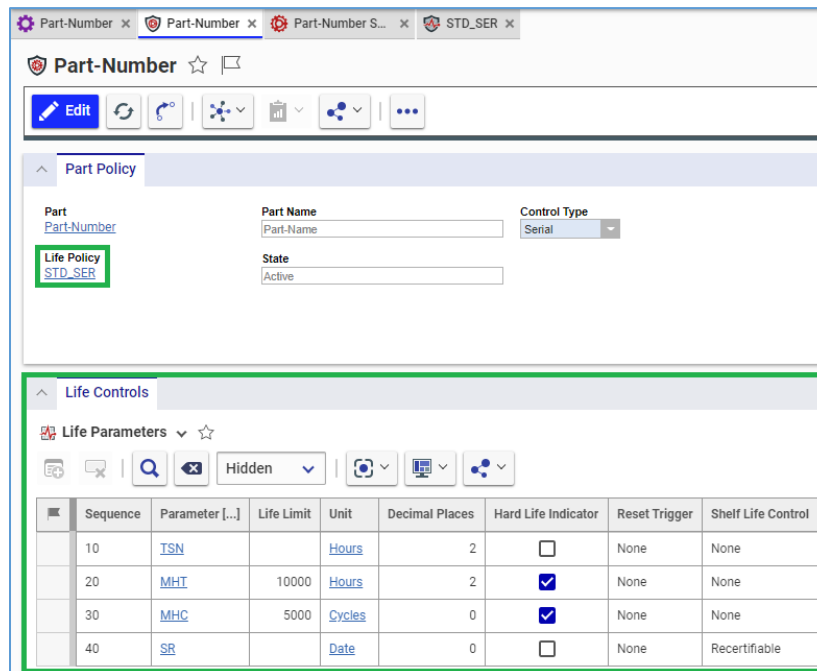 Part-Number Part-Number Part-Number S... STD_SER
Part-Number
Edit
Part Policy
Part Part Name Control Type
Part-Number Part-Name Serial
Life Policy State
STD_SER Active
Life Controls
Life Parameters
Hidden
Sequence Parameter [...] Life Limit Unit Decimal Places Hard Life Indicator Reset Trigger Shelf Life Control
10 TSN Hours 2 None None
20 MHT 10000 Hours 2 None None
30 MHC 5000 Cycles 0 None None
40 SR Date 0 None Recertifiable